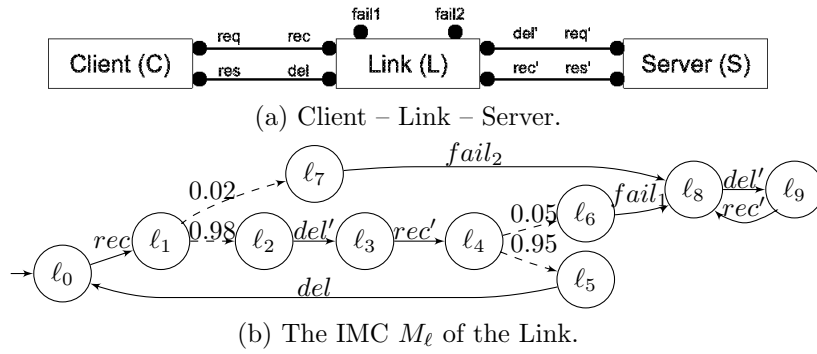 fail1 fail2
req rec del' req'
Client (C) Link (L) Server (S)
res del rec' res'
(a) Client – Link – Server.
ℓ7 fail2
0.02 ℓ8 del' ℓ9
rec ℓ1 0.98 ℓ2 del' ℓ3 rec' ℓ4 0.05 ℓ6 fail1 rec'
0.95
ℓ0 del ℓ5
(b) The IMC Mℓ of the Link.